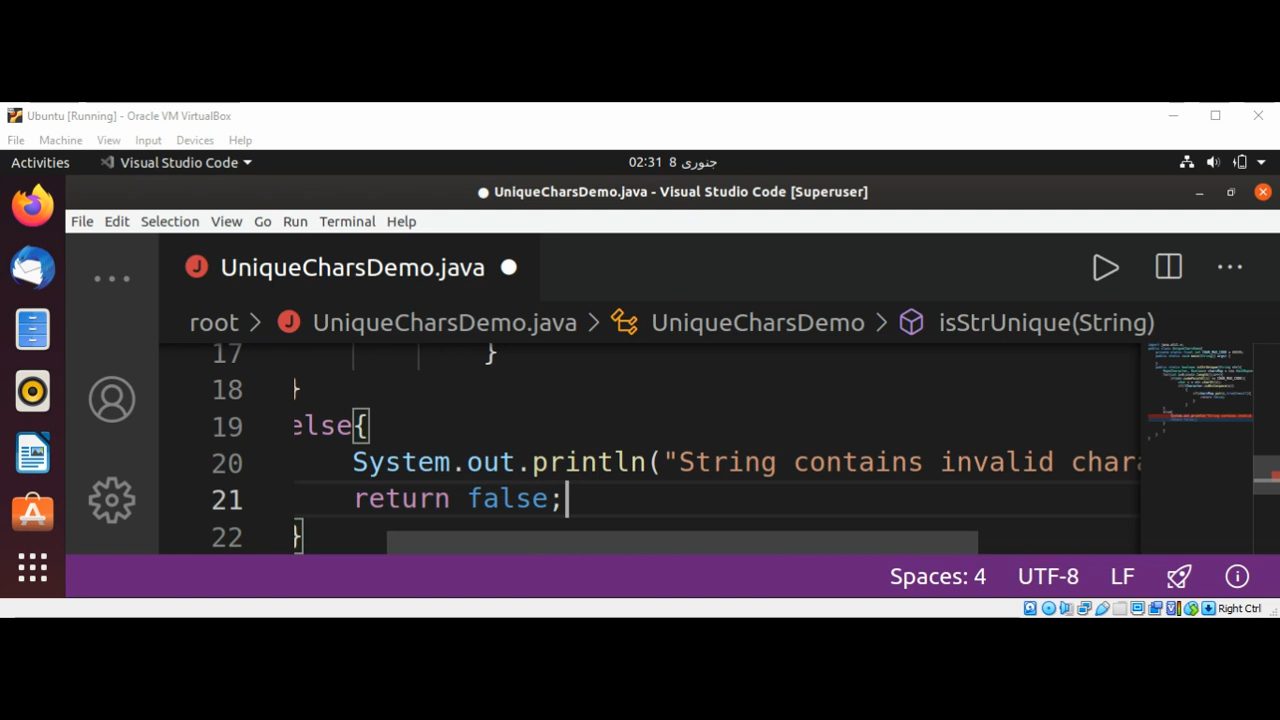 Ubuntu [Running] - Oracle VM VirtualBox
File Machine View Input Devices Help
Activities Visual Studio Code 02:31 8 جنوری
UniqueCharsDemo.java - Visual Studio Code [Superuser]
File Edit Selection View Go Run Terminal Help
J UniqueCharsDemo.java
root > J UniqueCharsDemo.java > UniqueCharsDemo > isStrUnique(String)
17 }
18 }
19 else{
20 System.out.println("String contains invalid chara
21 return false;
22 }
Spaces: 4 UTF-8 LF
Right Ctrl